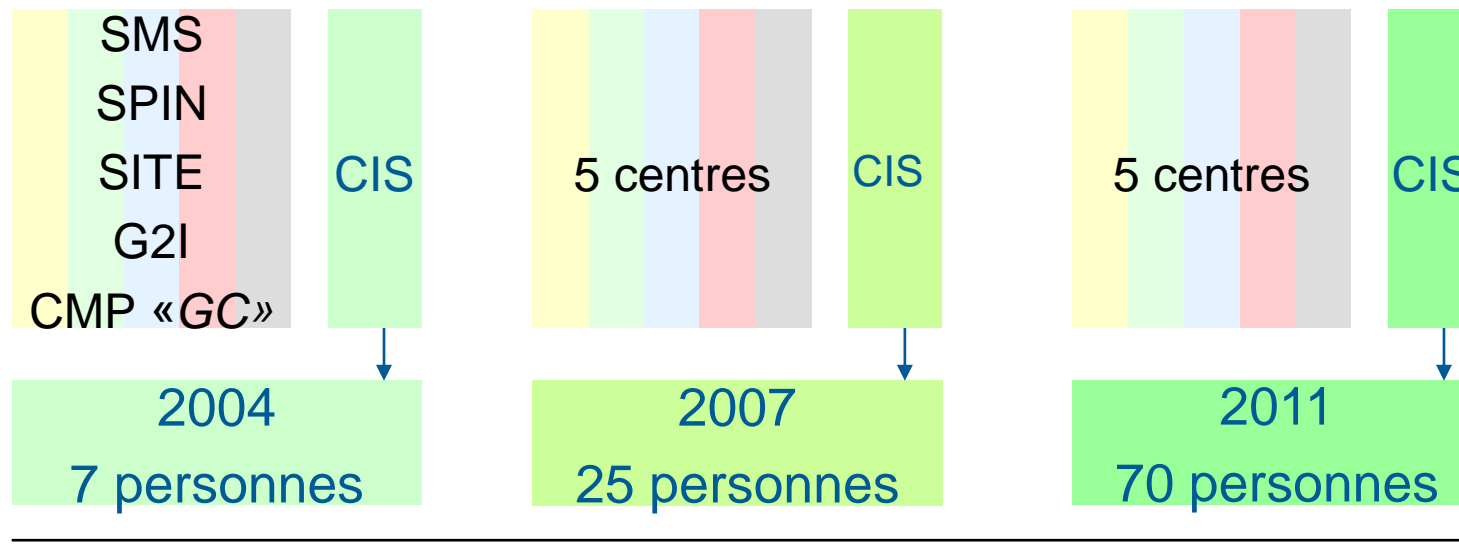 SMS
SPIN
SITE
G2I
CMP «GC»
CIS
2004
7 personnes
5 centres
CIS
2007
25 personnes
5 centres
CIS
2011
70 personnes